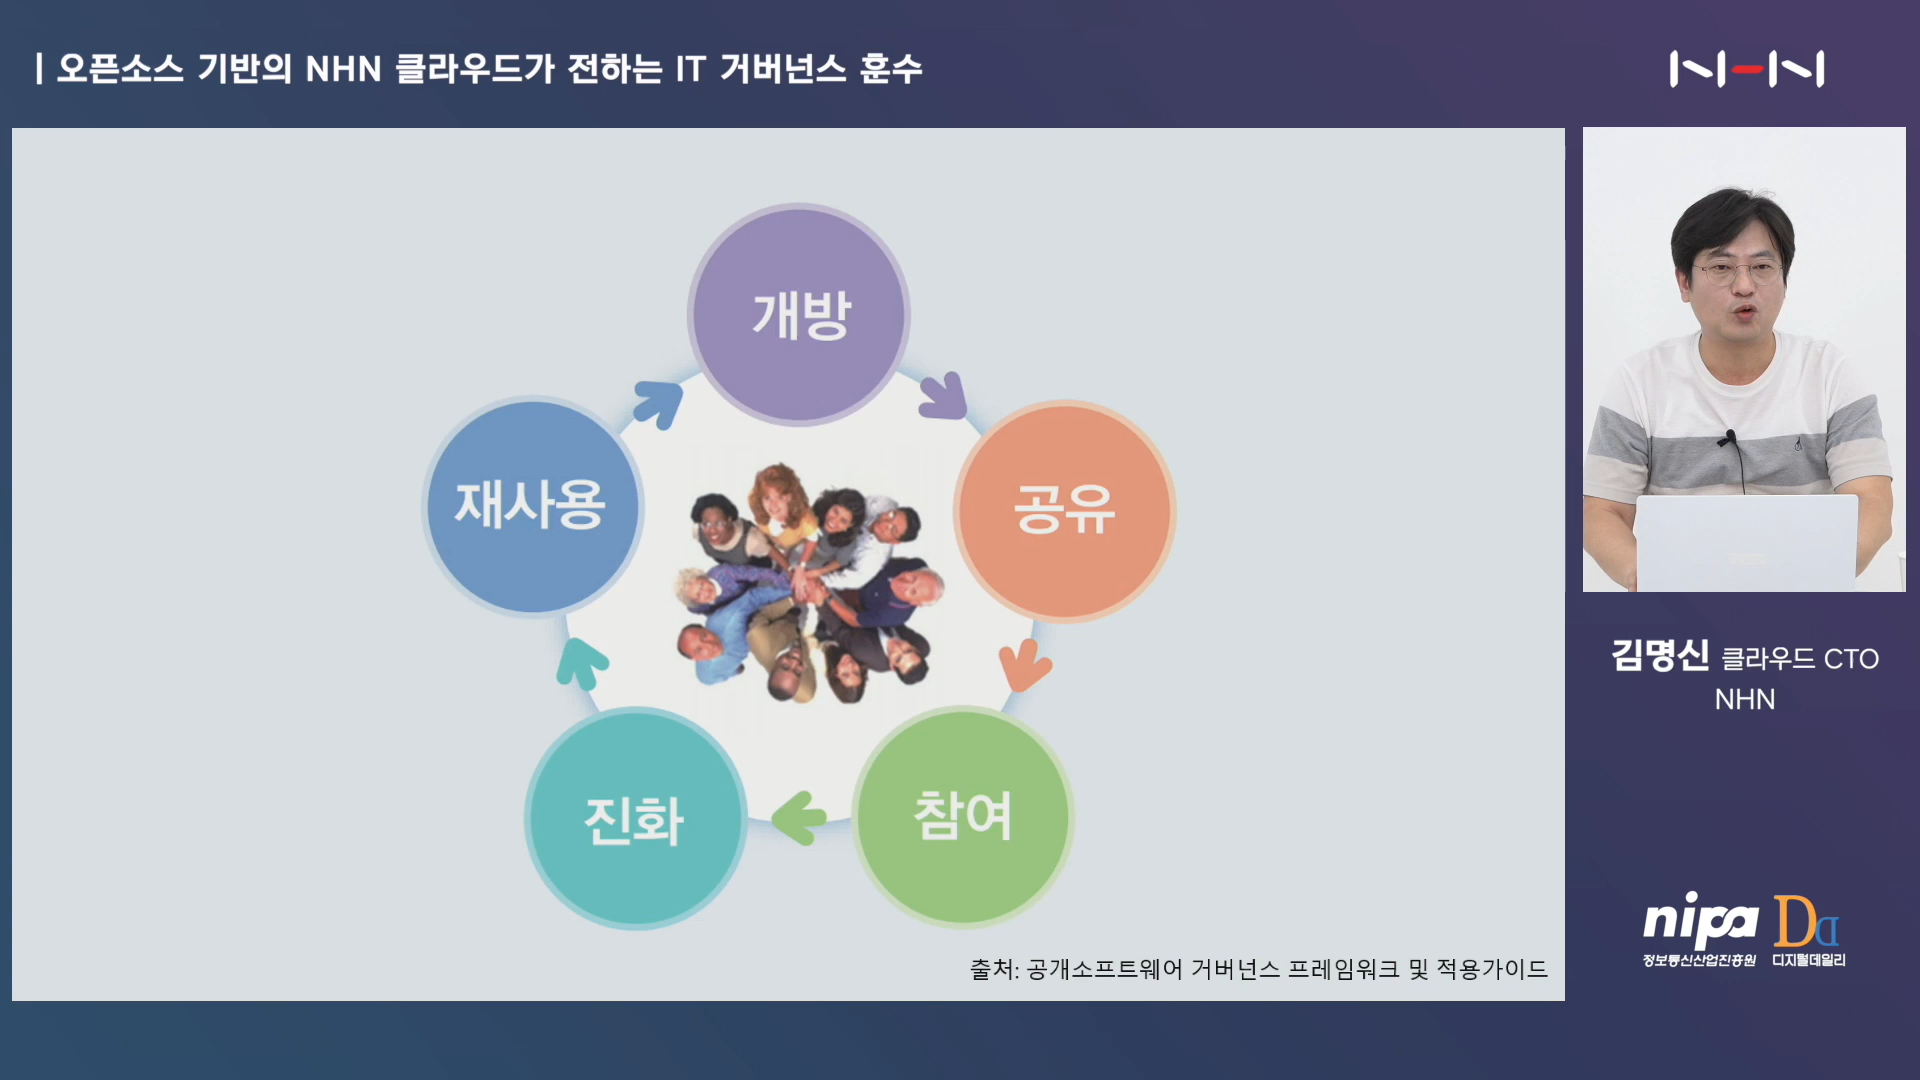 | 오픈소스 기반의 NHN 클라우드가 전하는 IT 거버넌스 훈수
NHN
개방
공유
참여
진화
재사용
출처: 공개소프트웨어 거버넌스 프레임워크 및 적용가이드
김명신 클라우드 CTO
NHN
nipa
정보통신산업진흥원
DD
디지털데일리